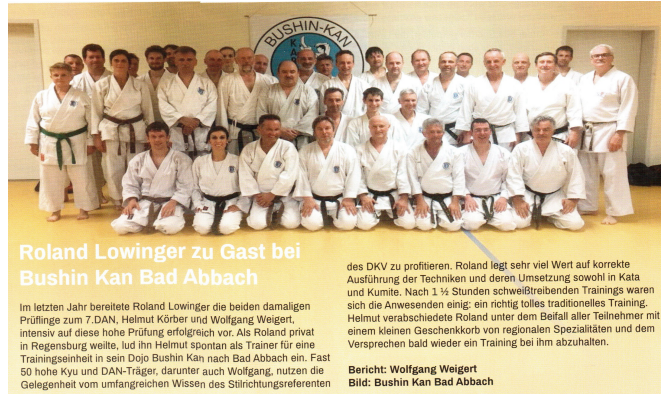 BUSHIN-KAN
Roland Lowinger zu Gast bei
Bushin Kan Bad Abbach
Im letzten Jahr bereitete Roland Lowinger die beiden damaligen
Prüflinge zum 7.DAN, Helmut Körber und Wolfgang Weigert,
intensiv auf diese hohe Prüfung erfolgreich vor. Als Roland privat
in Regensburg weilte, lud ihn Helmut spontan als Trainer für eine
Trainingseinheit in sein Dojo Bushin Kan nach Bad Abbach ein. Fast
50 hohe Kyu und DAN-Träger, darunter auch Wolfgang, nutzen die
Gelegenheit vom umfangreichen Wissen des Stilrichtungsreferenten
des DKV zu profitieren. Roland legt sehr viel Wert auf korrekte
Ausführung der Techniken und deren Umsetzung sowohl in Kata
und Kumite. Nach 1 ½ Stunden schweißtreibenden Trainings waren
sich die Anwesenden einig: ein richtig tolles traditionelles Training.
Helmut verabschiedete Roland unter dem Beifall aller Teilnehmer mit
einem kleinen Geschenkkorb von regionalen Spezialitäten und dem
Versprechen bald wieder ein Training bei ihm abzuhalten.
Bericht: Wolfgang Weigert
Bild: Bushin Kan Bad Abbach